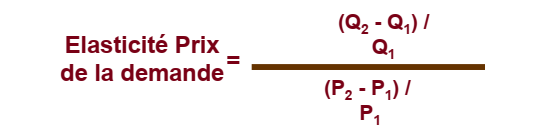 Elasticité Prix
de la demande
=
(Q₂ - Q₁) /
Q₁
(P₂ - P₁) /
P₁